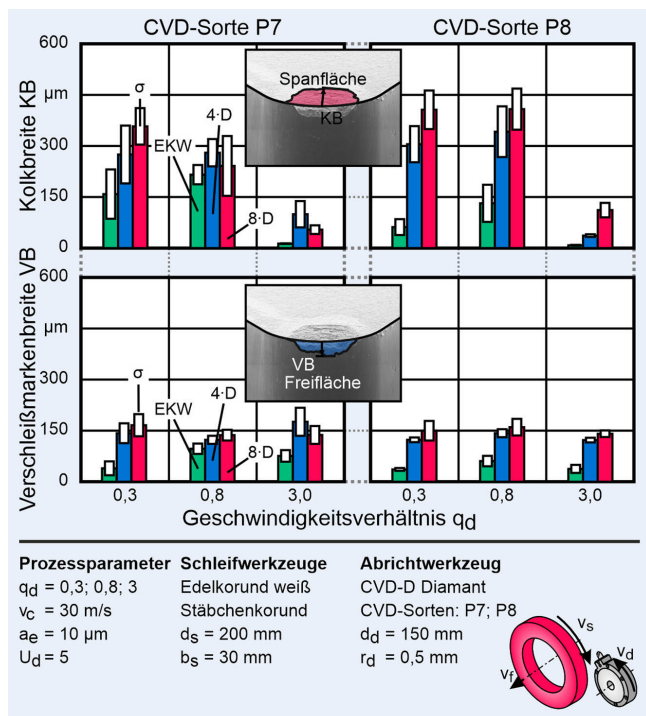 CVD-Sorte P7
CVD-Sorte P8
Kolkbreite KB
600
µm
300
150
0
σ
EKW
4·D
8·D
Spanfläche
KB
Verschleißmarkenbreite VB
600
µm
300
150
0
σ
EKW
4·D
8·D
VB
Freifläche
0,3 0,8 3,0 0,3 0,8 3,0
Geschwindigkeitsverhältnis qd
Prozessparameter
qd = 0,3; 0,8; 3
vc = 30 m/s
ae = 10 µm
Ud = 5
Schleifwerkzeuge
Edelkorund weiß
Stäbchenkorund
ds = 200 mm
bs = 30 mm
Abrichtwerkzeug
CVD-D Diamant
CVD-Sorten: P7; P8
dd = 150 mm
rd = 0,5 mm
vs
vd
vf